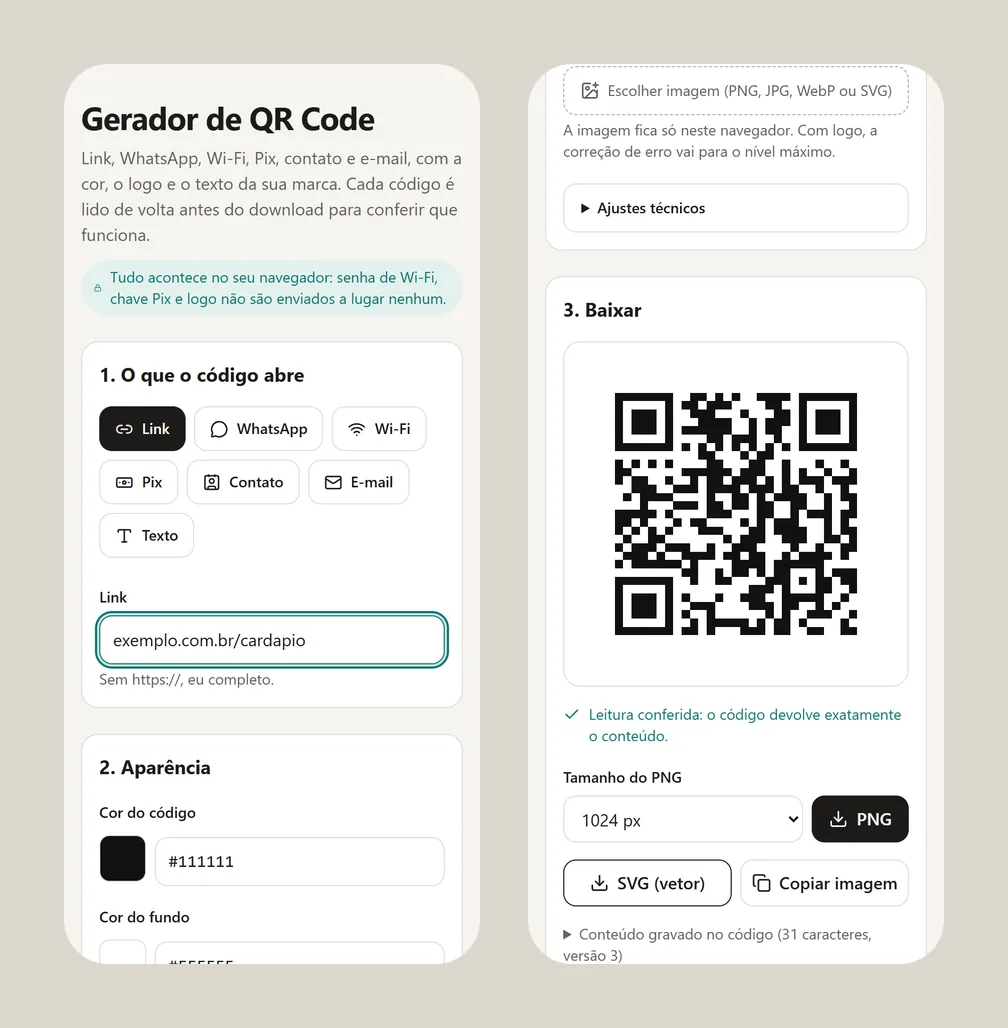 Gerador de QR Code
Link, WhatsApp, Wi-Fi, Pix, contato e e-mail, com a
cor, o logo e o texto da sua marca. Cada código é
lido de volta antes do download para conferir que
funciona.
Tudo acontece no seu navegador: senha de Wi-Fi,
chave Pix e logo não são enviados a lugar nenhum.
1. O que o código abre
Link
WhatsApp
Wi-Fi
Pix
Contato
E-mail
Texto
Link
exemplo.com.br/cardapio
Sem https://, eu completo.
2. Aparência
Cor do código
#111111
Cor do fundo
Escolher imagem (PNG, JPG, WebP ou SVG)
A imagem fica só neste navegador. Com logo, a
correção de erro vai para o nível máximo.
Ajustes técnicos
3. Baixar
Leitura conferida: o código devolve exatamente
o conteúdo.
Tamanho do PNG
1024 px
PNG
SVG (vetor)
Copiar imagem
Conteúdo gravado no código (31 caracteres,
versão 3)